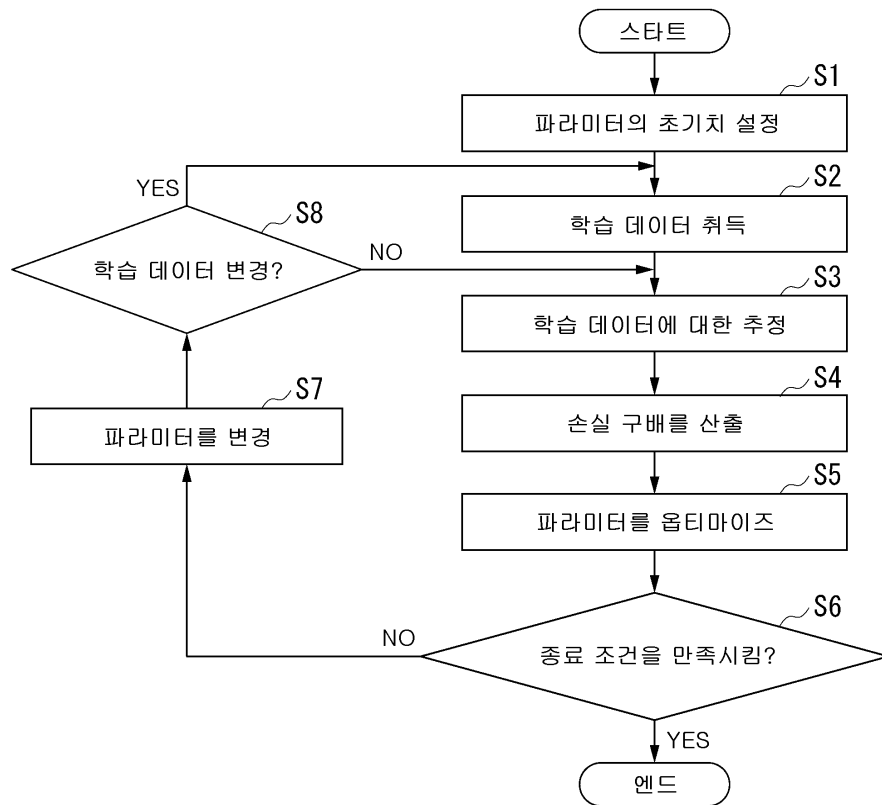 스타트
S1
파라미터의 초기치 설정
YES
S2
S8
학습 데이터 취득
학습 데이터 변경?
NO
S3
학습 데이터에 대한 추정
S4
S7
손실 구배를 산출
파라미터를 변경
S5
파라미터를 옵티마이즈
S6
NO
종료 조건을 만족시킴?
YES
엔드